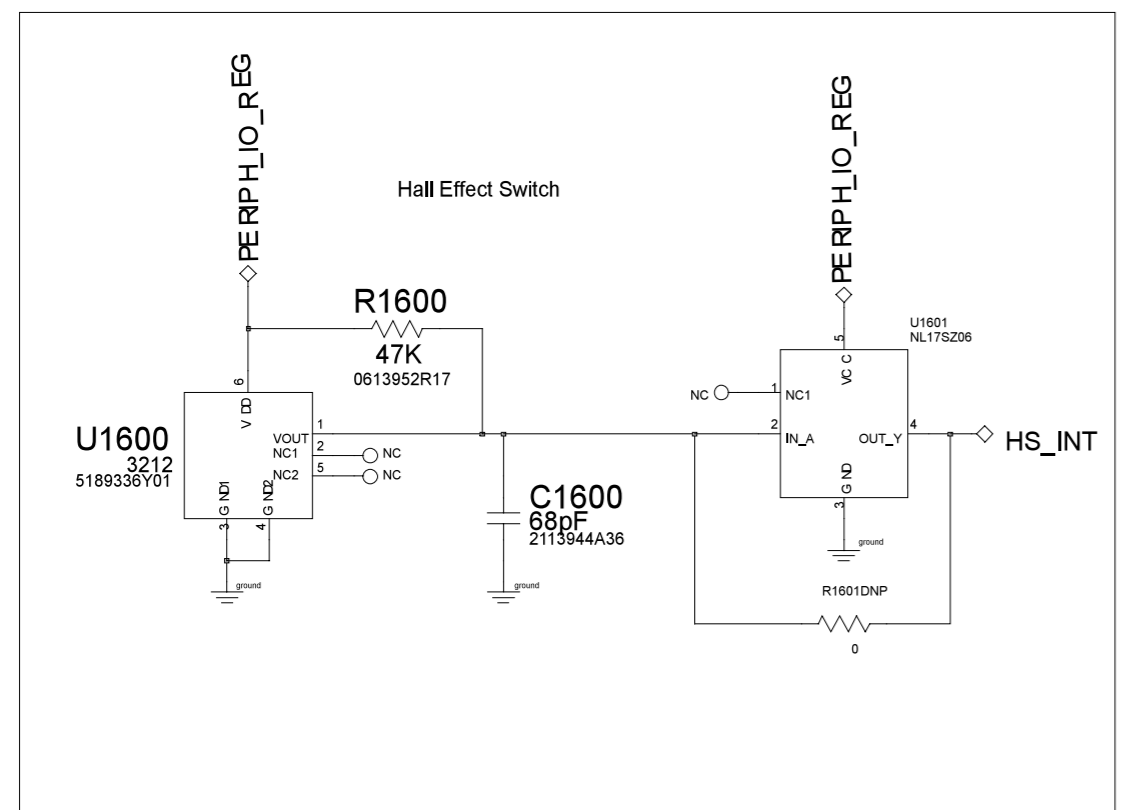 PERIPH_IO_REG
PERIPH_IO_REG
Hall Effect Switch
R1600
47K
0613952R17
U1601
NL17SZ06
5
VCC
NC
1
NC1
2
IN_A
OUT_Y
4
HS_INT
GND
3
ground
6
VDD
U1600
3212
5189336Y01
VOUT
1
NC1
2
NC
NC2
5
NC
GND1
GND2
3
4
ground
C1600
68pF
2113944A36
ground
R1601DNP
0